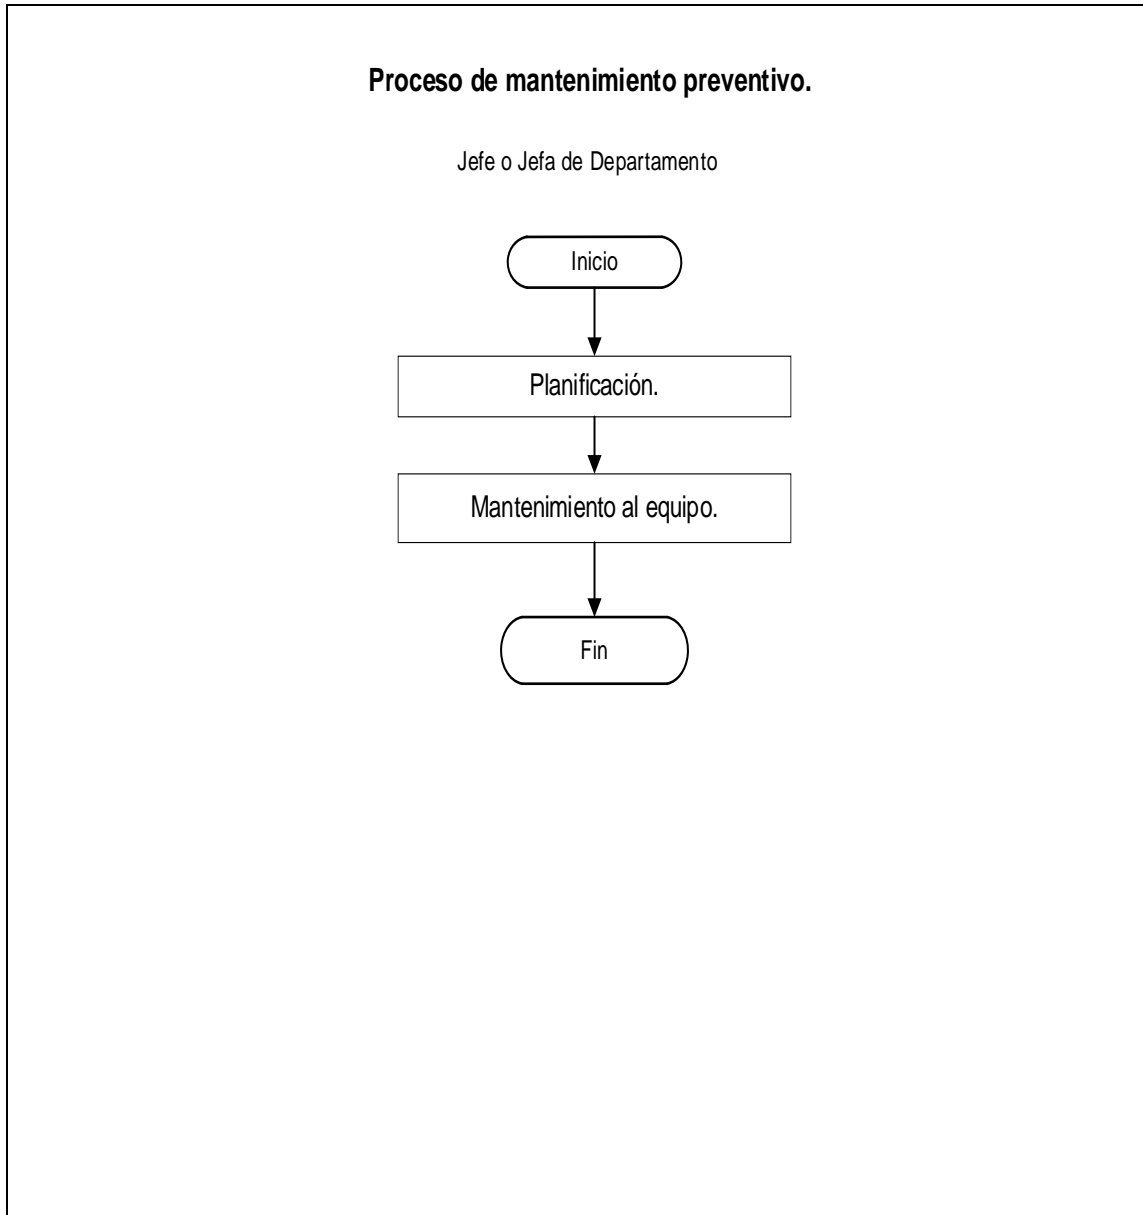 Proceso de mantenimiento preventivo.
Jefe o Jefa de Departamento
Inicio
Planificación.
Mantenimiento al equipo.
Fin